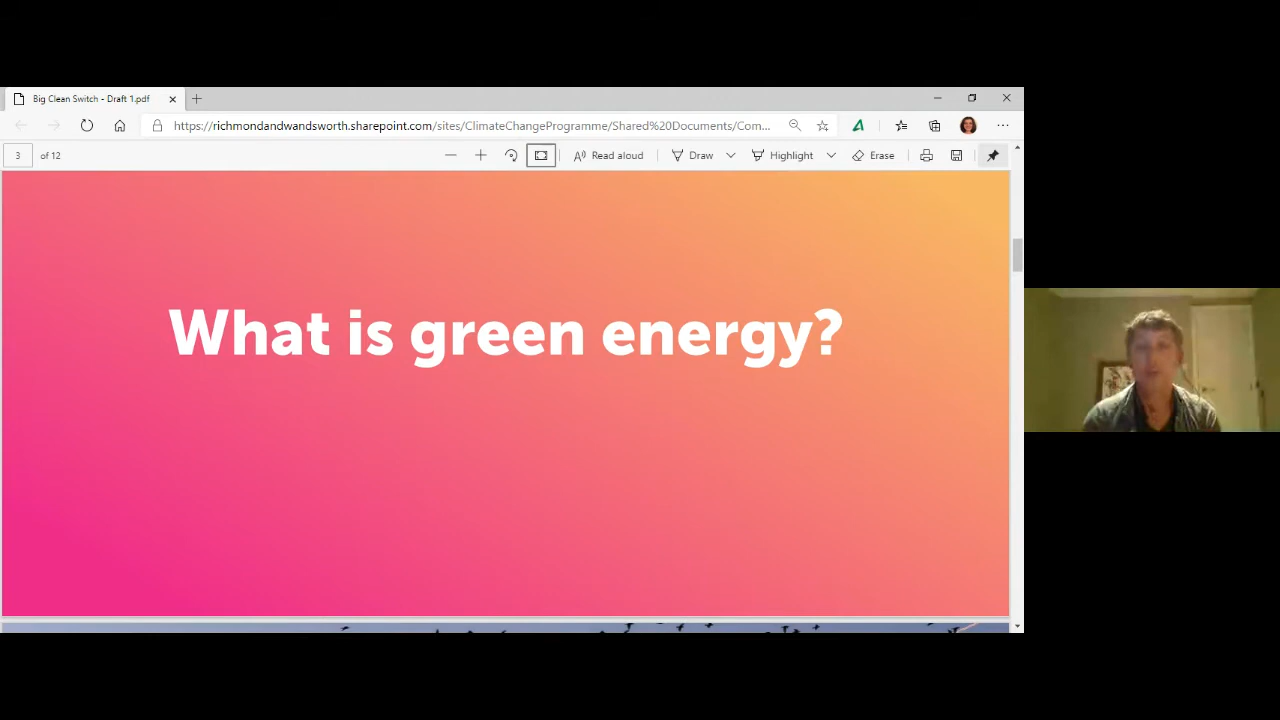 Big Clean Switch - Draft 1.pdf
https://richmondandwandsworth.sharepoint.com/sites/ClimateChangeProgramme/Shared%20Documents/Com...
3 of 12
Read aloud
Draw
Highlight
Erase
What is green energy?